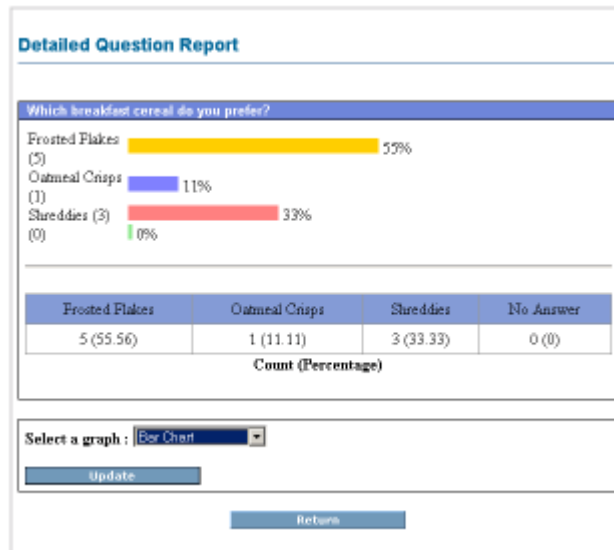 Detailed Question Report
Which breakfast cereal do you prefer?
Frosted Flakes
(5)
55%
Oatmeal Crisps
(1)
11%
Shreddies (3)
33%
(0)
0%
Frosted Flakes Oatmeal Crisps Shreddies No Answer
5 (55.56) 1 (11.11) 3 (33.33) 0 (0)
Count (Percentage)
Select a graph : Bar Chart
Update
Return